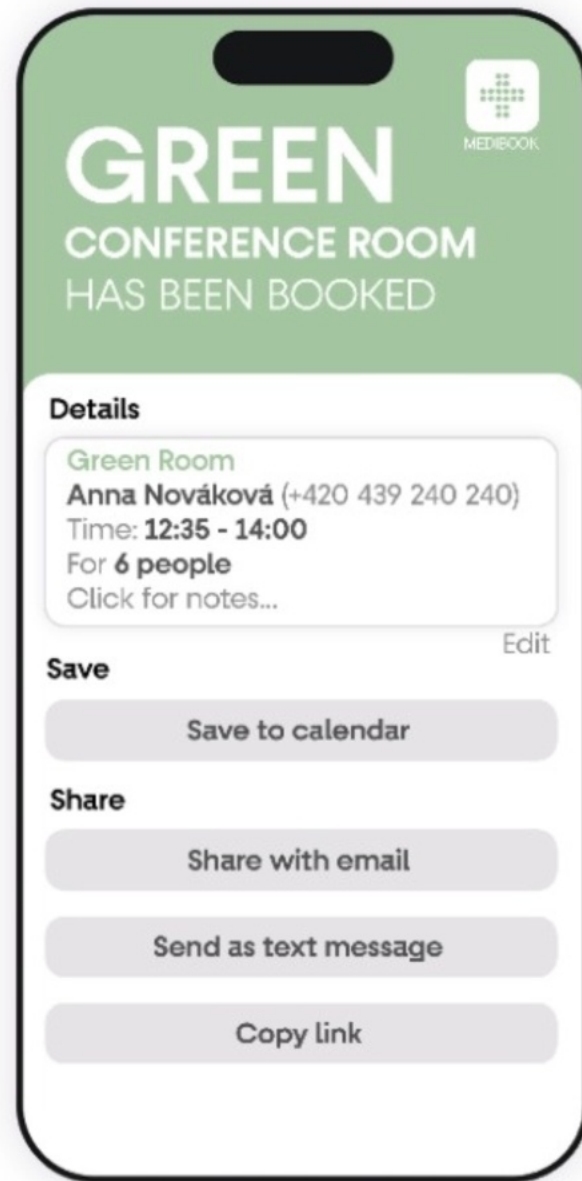 MEDIBOOK
GREEN
CONFERENCE ROOM
HAS BEEN BOOKED
Details
Green Room
Anna Nováková (+420 439 240 240)
Time: 12:35 - 14:00
For 6 people
Click for notes...
Edit
Save
Save to calendar
Share
Share with email
Send as text message
Copy link